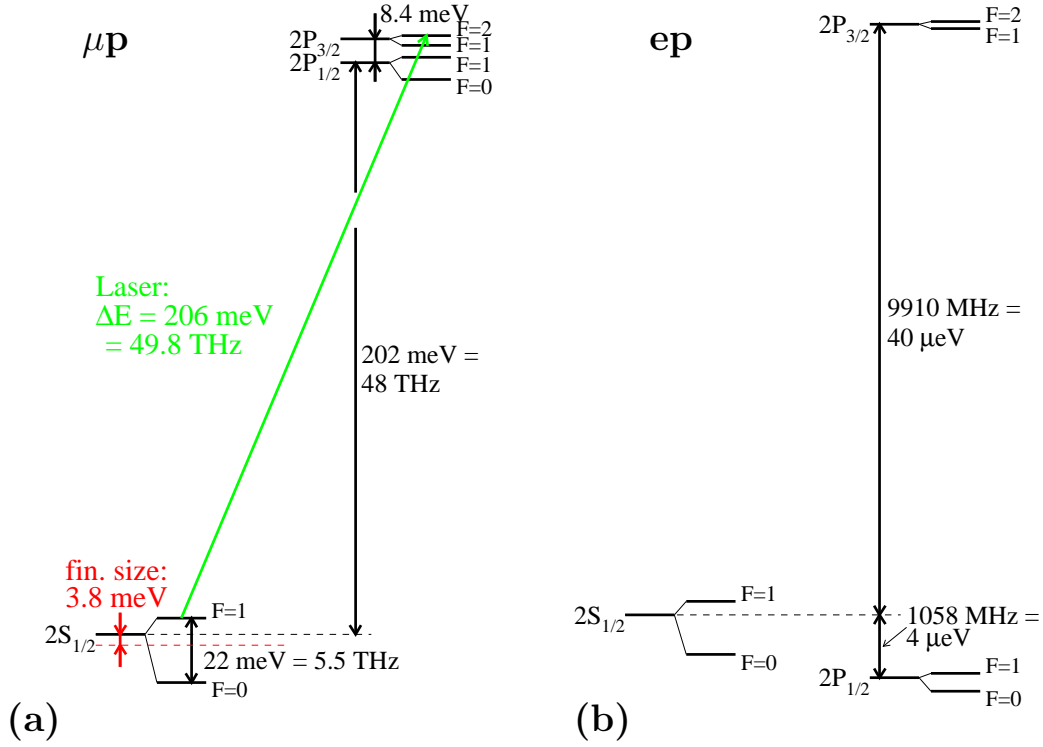 μp
8.4 meV
2P3/2
2P1/2
F=2
F=1
F=1
F=0
Laser:
ΔE = 206 meV
= 49.8 THz
202 meV =
48 THz
fin. size:
3.8 meV
2S1/2
F=1
22 meV = 5.5 THz
F=0
(a)
ep
2P3/2
F=2
F=1
9910 MHz =
40 μeV
2S1/2
F=1
F=0
1058 MHz =
4 μeV
2P1/2
F=1
F=0
(b)